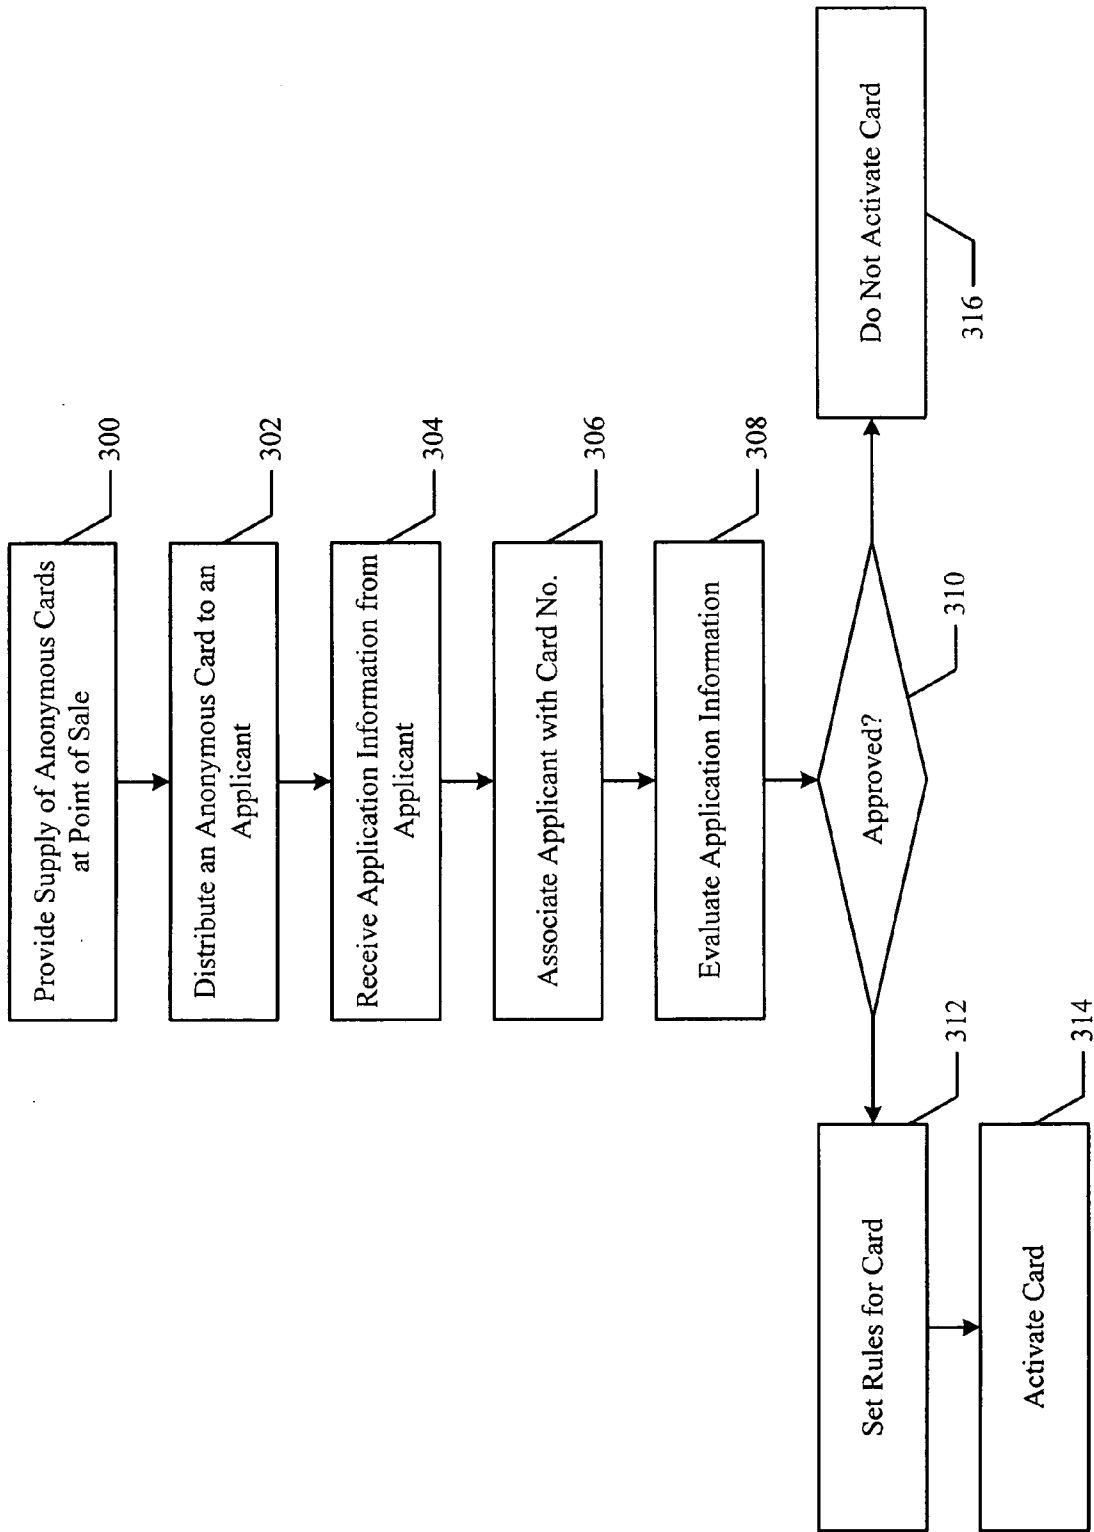 Provide Supply of Anonymous Cards
at Point of Sale
300
Distribute an Anonymous Card to an
Applicant
302
Receive Application Information from
Applicant
304
Associate Applicant with Card No.
306
Evaluate Application Information
308
Approved?
310
Set Rules for Card
312
Activate Card
314
Do Not Activate Card
316